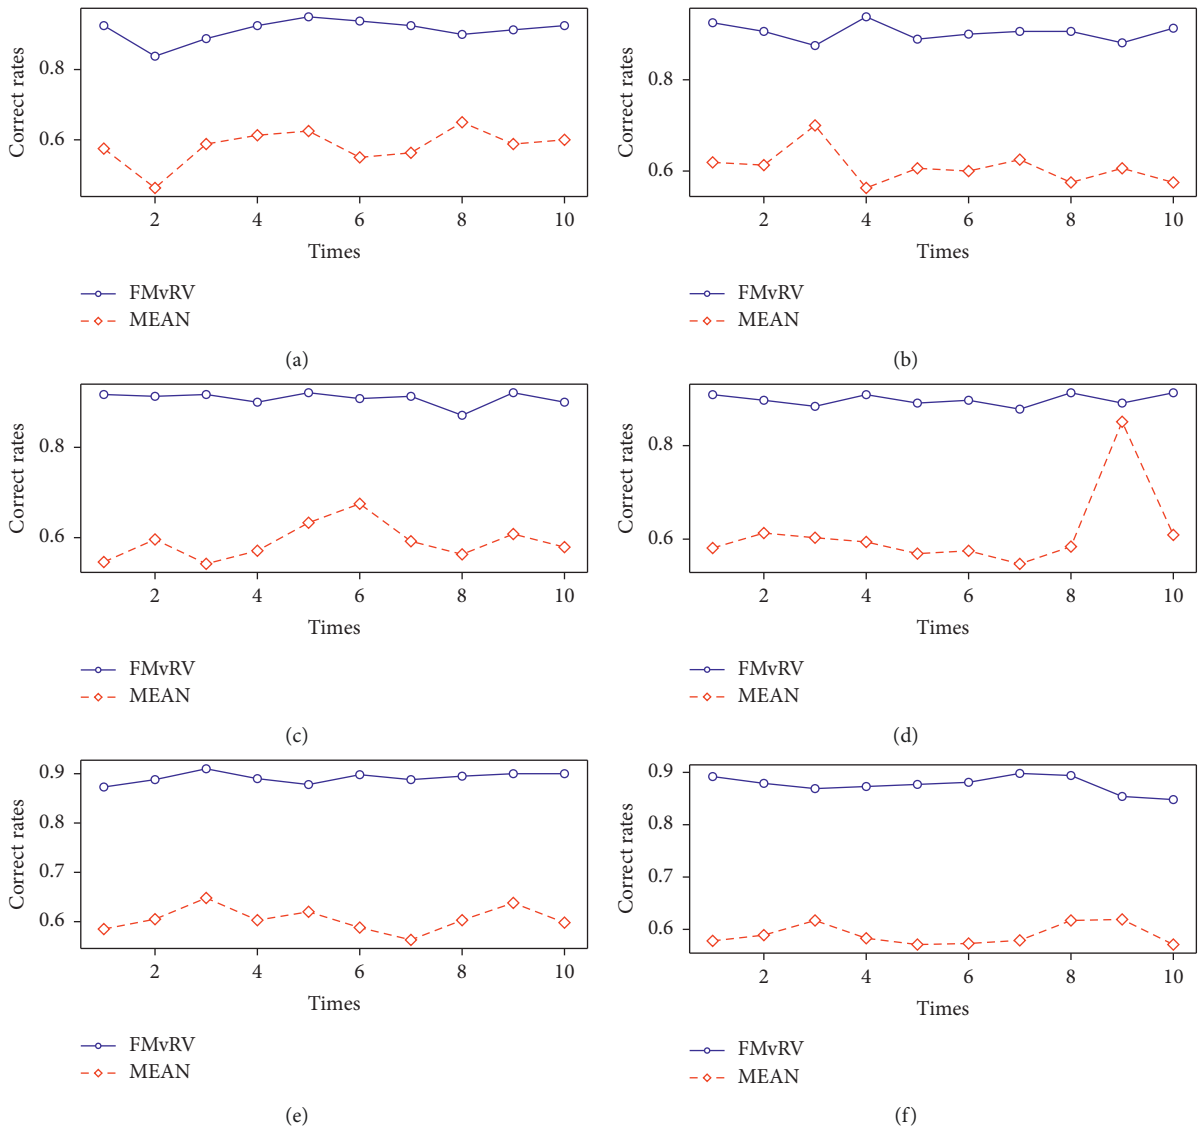 Correct rates
0.8
0.6
2 4 6 8 10
Times
FMvRV
MEAN
(a)
Correct rates
0.8
0.6
2 4 6 8 10
Times
FMvRV
MEAN
(b)
Correct rates
0.8
0.6
2 4 6 8 10
Times
FMvRV
MEAN
(c)
Correct rates
0.8
0.6
2 4 6 8 10
Times
FMvRV
MEAN
(d)
Correct rates
0.9
0.8
0.7
0.6
2 4 6 8 10
Times
FMvRV
MEAN
(e)
Correct rates
0.9
0.8
0.7
0.6
2 4 6 8 10
Times
FMvRV
MEAN
(f)